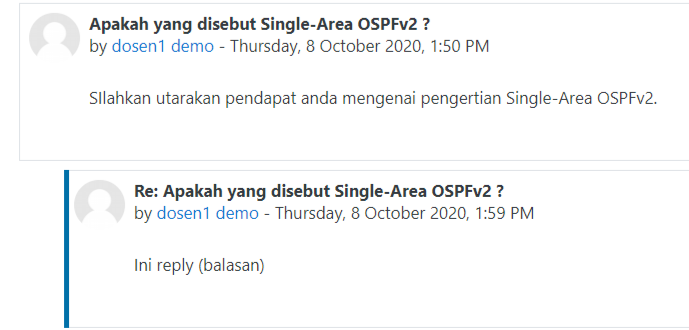 Apakah yang disebut Single-Area OSPFv2 ?
by dosen1 demo - Thursday, 8 October 2020, 1:50 PM
SIlahkan utarakan pendapat anda mengenai pengertian Single-Area OSPFv2.
Re: Apakah yang disebut Single-Area OSPFv2 ?
by dosen1 demo - Thursday, 8 October 2020, 1:59 PM
Ini reply (balasan)